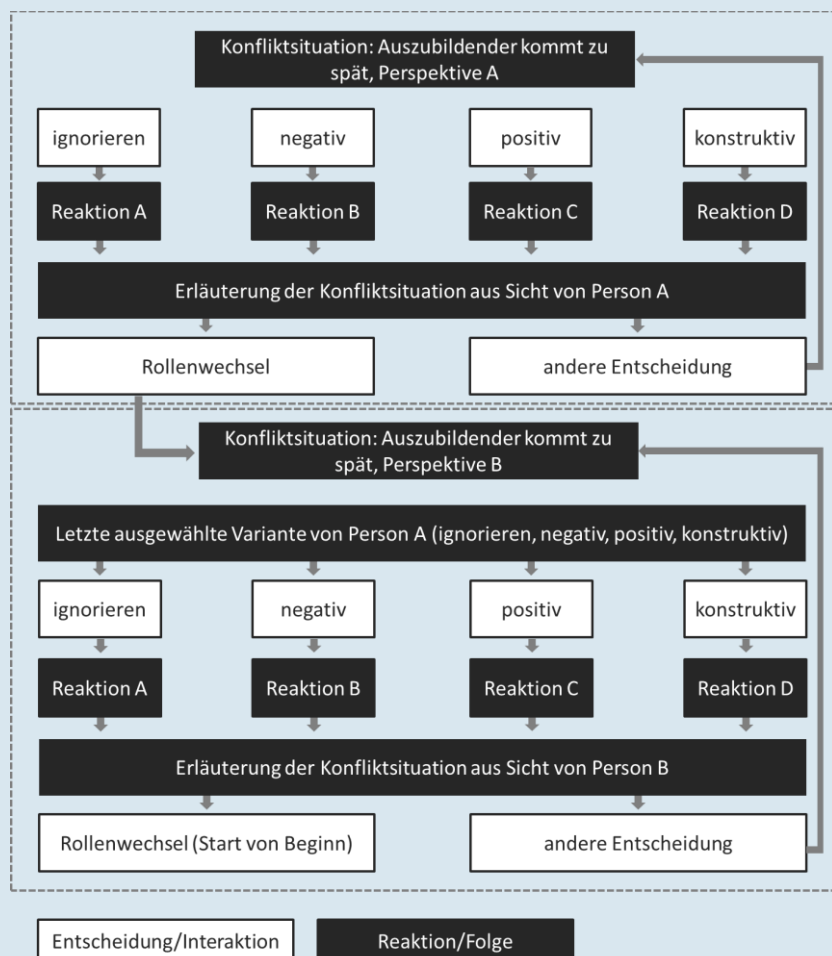 Konfliktsituation: Auszubildender kommt zu
spät, Perspektive A
ignorieren
negativ
positiv
konstruktiv
Reaktion A
Reaktion B
Reaktion C
Reaktion D
Erläuterung der Konfliktsituation aus Sicht von Person A
Rollenwechsel
andere Entscheidung
Konfliktsituation: Auszubildender kommt zu
spät, Perspektive B
Letzte ausgewählte Variante von Person A (ignorieren, negativ, positiv, konstruktiv)
ignorieren
negativ
positiv
konstruktiv
Reaktion A
Reaktion B
Reaktion C
Reaktion D
Erläuterung der Konfliktsituation aus Sicht von Person B
Rollenwechsel (Start von Beginn)
andere Entscheidung
Entscheidung/Interaktion
Reaktion/Folge